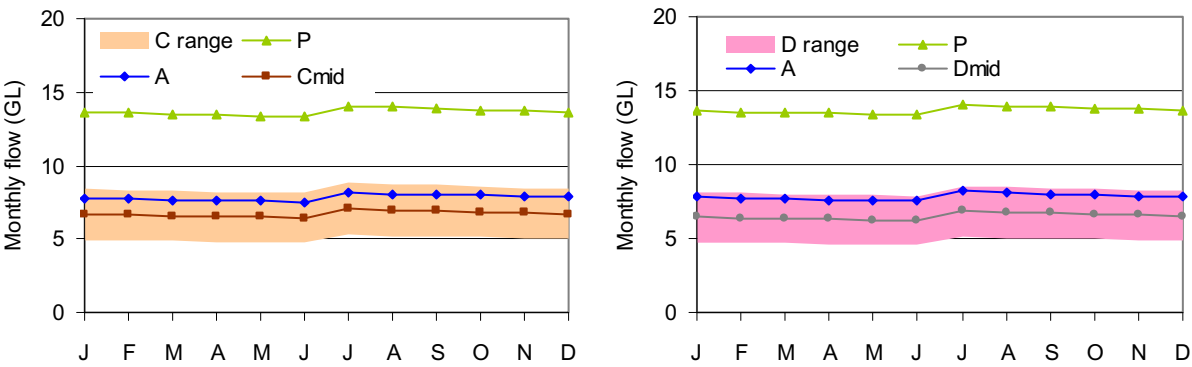 20
15
10
5
0
Monthly flow (GL)
C range P
A Cmid
J F M A M J J A S O N D
20
15
10
5
0
Monthly flow (GL)
D range P
A Dmid
J F M A M J J A S O N D